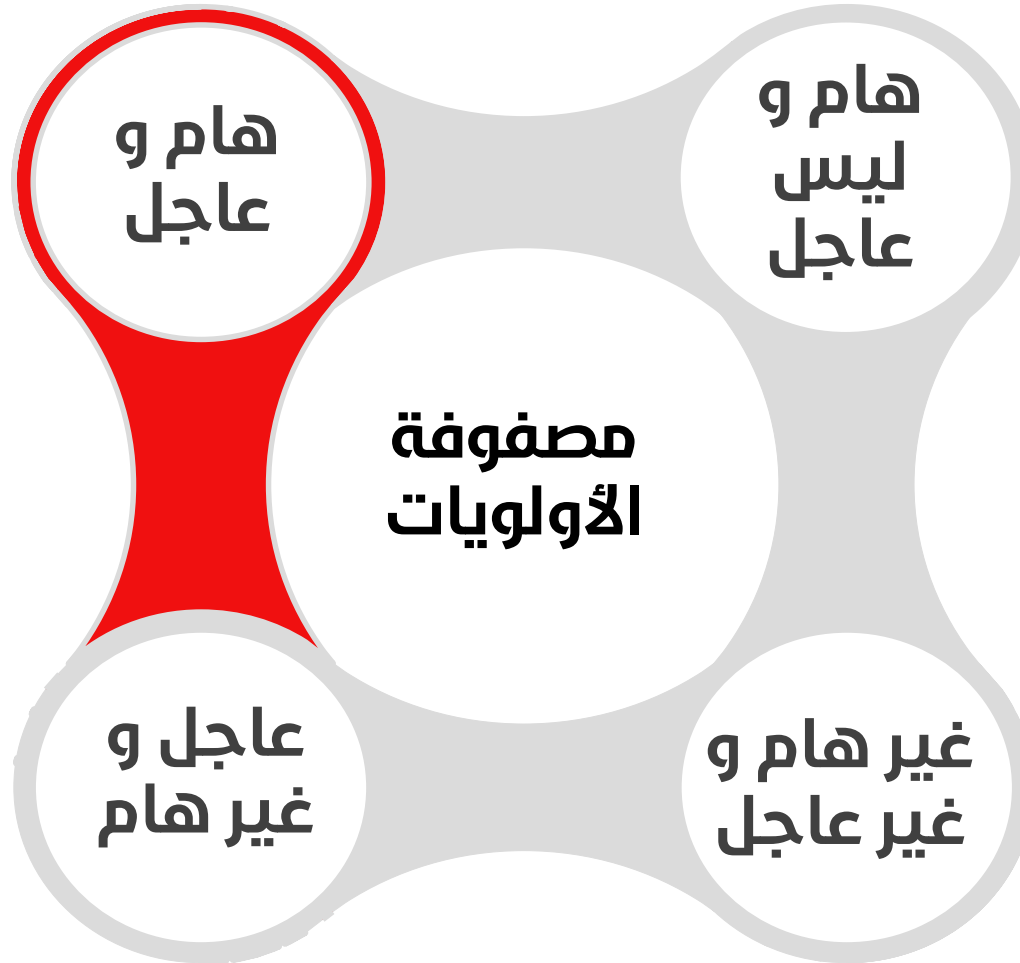 هام و
ليس
عاجل
هام و
عاجل
مصفوفة
الأولويات
غير هام و
غير عاجل
عاجل و
غير هام